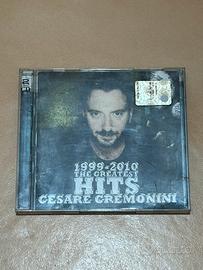 1999-2010
THE GREATEST
HITS
CESARE CREMONINI